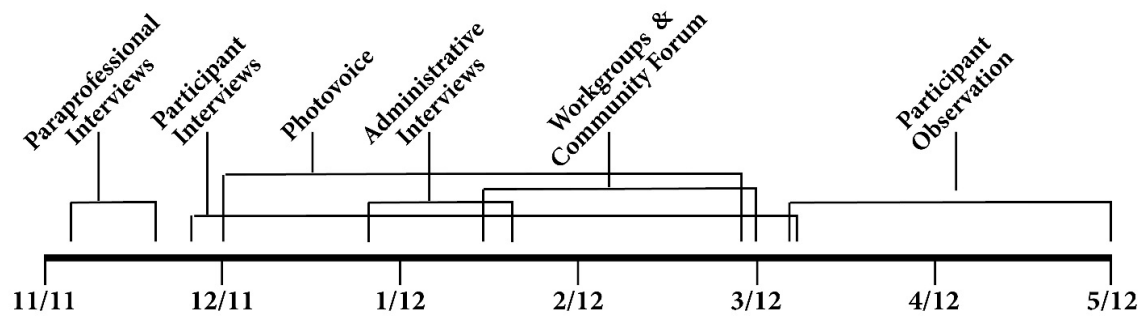 Paraprofessional
Interviews
Participant
Interviews
Photovoice
Administrative
Interviews
Workgroups &
Community Forum
Participant
Observation
11/11
12/11
1/12
2/12
3/12
4/12
5/12